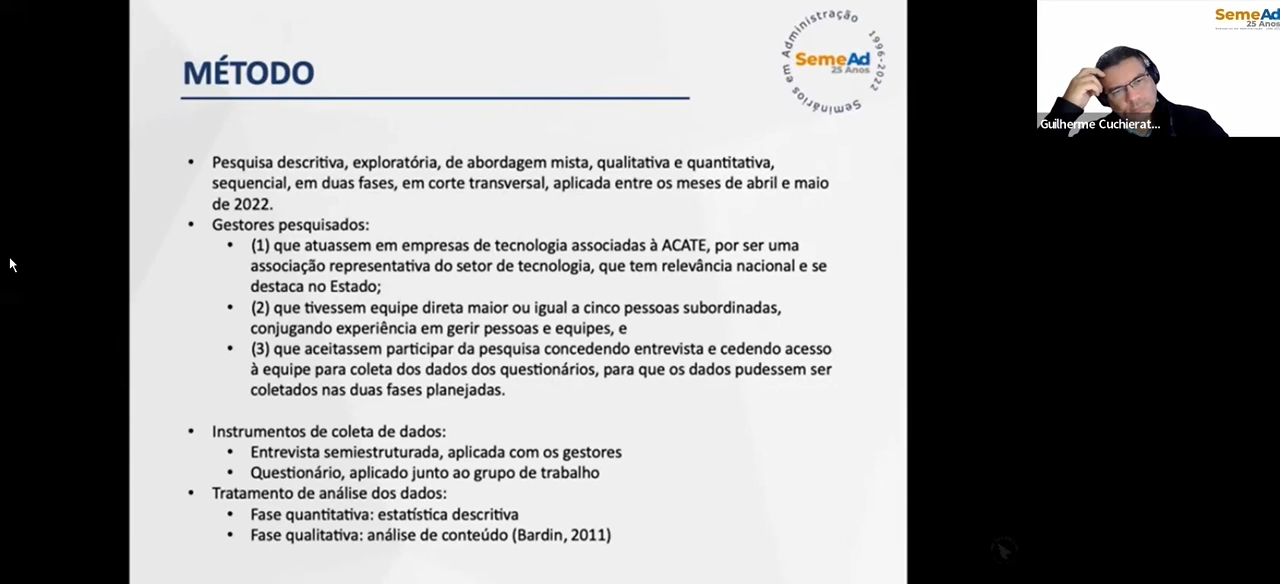 MÉTODO
Seminários em Administração 1996-2022
SemeAd
25 Anos
• Pesquisa descritiva, exploratória, de abordagem mista, qualitativa e quantitativa,
sequencial, em duas fases, em corte transversal, aplicada entre os meses de abril e maio
de 2022.
• Gestores pesquisados:
• (1) que atuassem em empresas de tecnologia associadas à ACATE, por ser uma
associação representativa do setor de tecnologia, que tem relevância nacional e se
destaca no Estado;
• (2) que tivessem equipe direta maior ou igual a cinco pessoas subordinadas,
conjugando experiência em gerir pessoas e equipes, e
• (3) que aceitassem participar da pesquisa concedendo entrevista e cedendo acesso
à equipe para coleta dos dados dos questionários, para que os dados pudessem ser
coletados nas duas fases planejadas.
• Instrumentos de coleta de dados:
• Entrevista semiestruturada, aplicada com os gestores
• Questionário, aplicado junto ao grupo de trabalho
• Tratamento de análise dos dados:
• Fase quantitativa: estatística descritiva
• Fase qualitativa: análise de conteúdo (Bardin, 2011)
SemeAd
25 Anos
Guilherme Cuchierat...